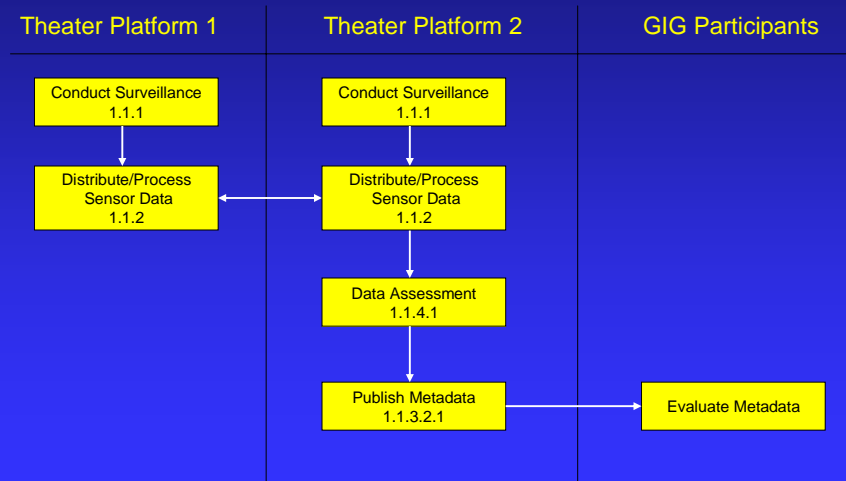 Theater Platform 1
Theater Platform 2
GIG Participants
Conduct Surveillance
1.1.1
Conduct Surveillance
1.1.1
Distribute/Process
Sensor Data
1.1.2
Distribute/Process
Sensor Data
1.1.2
Data Assessment
1.1.4.1
Publish Metadata
1.1.3.2.1
Evaluate Metadata